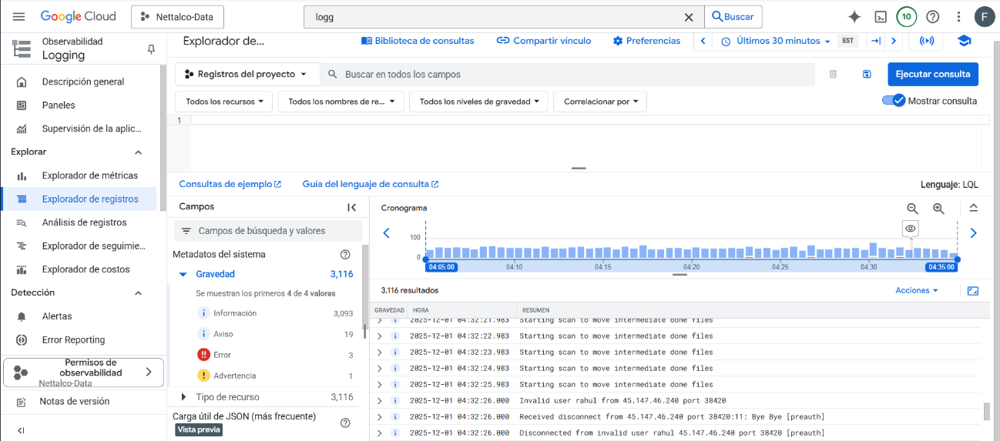 Google Cloud
Nettalco-Data
logg
Buscar
10
F
Observabilidad
Logging
Explorador de...
Biblioteca de consultas
Compartir vínculo
Preferencias
Últimos 30 minutos
EST
Descripción general
Paneles
Supervisión de la aplic...
Explorar
Explorador de métricas
Explorador de registros
Análisis de registros
Explorador de seguimie...
Explorador de costos
Detección
Alertas
Error Reporting
Permisos de
observabilidad
Nettalco-Data
Notas de versión
Registros del proyecto
Buscar en todos los campos
Ejecutar consulta
Todos los recursos
Todos los nombres de re...
Todos los niveles de gravedad
Correlacionar por
Mostrar consulta
1
Consultas de ejemplo
Guía del lenguaje de consulta
Lenguaje: LQL
Campos
Campos de búsqueda y valores
Metadatos del sistema
Gravedad 3,116
Se muestran los primeros 4 de 4 valores
Información 3,093
Aviso 19
Error 3
Advertencia 1
Tipo de recurso 3,116
Carga útil de JSON (más frecuente)
Vista previa
Cronograma
100
0
04:05:00 04:10 04:15 04:20 04:25 04:30 04:35:00
3,116 resultados
Acciones
GRAVEDAD HORA RESUMEN
2025-12-01 04:32:21.983 Starting scan to move intermediate done files
2025-12-01 04:32:22.983 Starting scan to move intermediate done files
2025-12-01 04:32:23.983 Starting scan to move intermediate done files
2025-12-01 04:32:24.983 Starting scan to move intermediate done files
2025-12-01 04:32:25.983 Starting scan to move intermediate done files
2025-12-01 04:32:26.000 Invalid user rahul from 45.147.46.240 port 38420
2025-12-01 04:32:26.000 Received disconnect from 45.147.46.240 port 38420:11: Bye Bye [preauth]
2025-12-01 04:32:26.000 Disconnected from invalid user rahul 45.147.46.240 port 38420 [preauth]